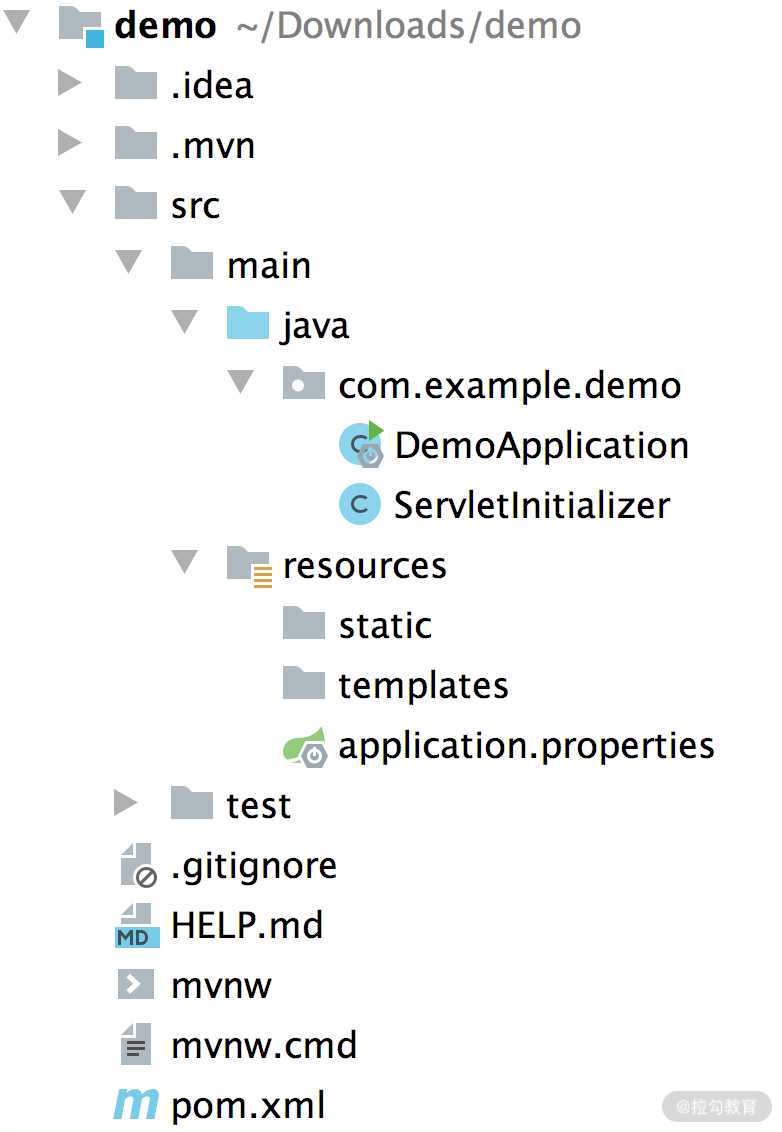 demo ~/Downloads/demo
.idea
.mvn
src
main
java
com.example.demo
C DemoApplication
C ServletInitializer
resources
static
templates
application.properties
test
.gitignore
MD HELP.md
mvnw
mvnw.cmd
m pom.xml
@拉勾教育